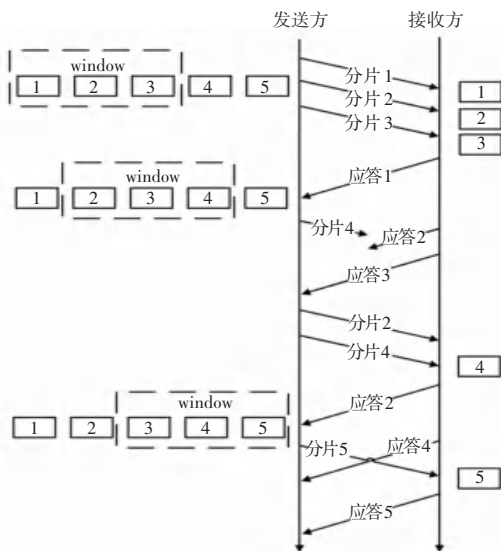 发送方 接收方
window
1 2 3 4 5
分片1
分片2
分片3
1
2
3
应答1
window
1 2 3 4 5
分片4
应答2
应答3
分片2
分片4
4
应答2
window
1 2 3 4 5
分片5
应答4
5
应答5